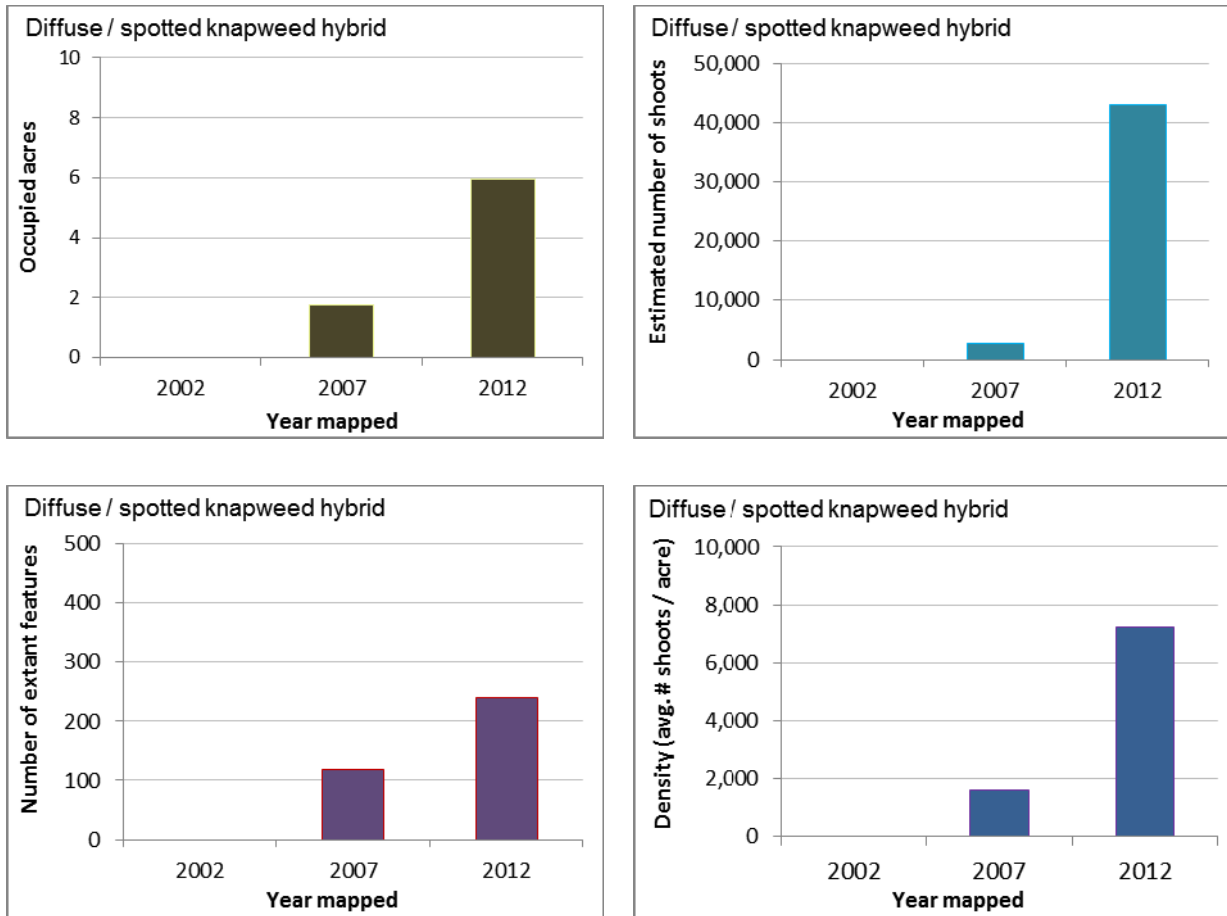 Diffuse / spotted knapweed hybrid
Occupied acres
10
8
6
4
2
0
2002 2007 2012
Year mapped
Diffuse / spotted knapweed hybrid
Estimated number of shoots
50,000
40,000
30,000
20,000
10,000
0
2002 2007 2012
Year mapped
Diffuse / spotted knapweed hybrid
Number of extant features
500
400
300
200
100
0
2002 2007 2012
Year mapped
Diffuse / spotted knapweed hybrid
Density (avg. # shoots / acre)
10,000
8,000
6,000
4,000
2,000
0
2002 2007 2012
Year mapped